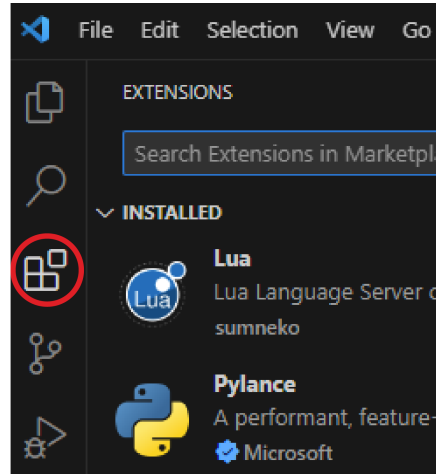 File Edit Selection View Go
EXTENSIONS
Search Extensions in
INSTALLED
Lua
Lua
Lua Language Server
sumneko
Pylance
A performant, feature-
Microsoft